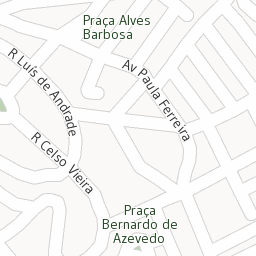 Praça Alves
Barbosa
Av Paula Ferreira
R Luís de Andrade
R Celso Vieira
Praça
Bernardo de
Azevedo